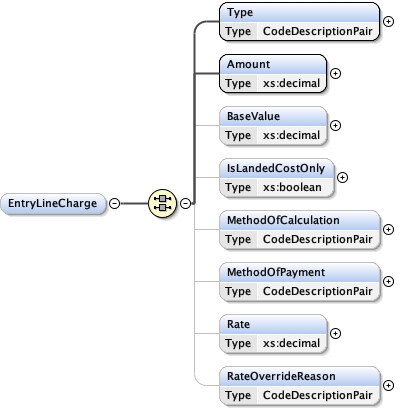 Type
Type CodeDescriptionPair
Amount
Type xs:decimal
BaseValue
Type xs:decimal
IsLandedCostOnly
Type xs:boolean
EntryLineCharge
MethodOfCalculation
Type CodeDescriptionPair
MethodOfPayment
Type CodeDescriptionPair
Rate
Type xs:decimal
RateOverrideReason
Type CodeDescriptionPair